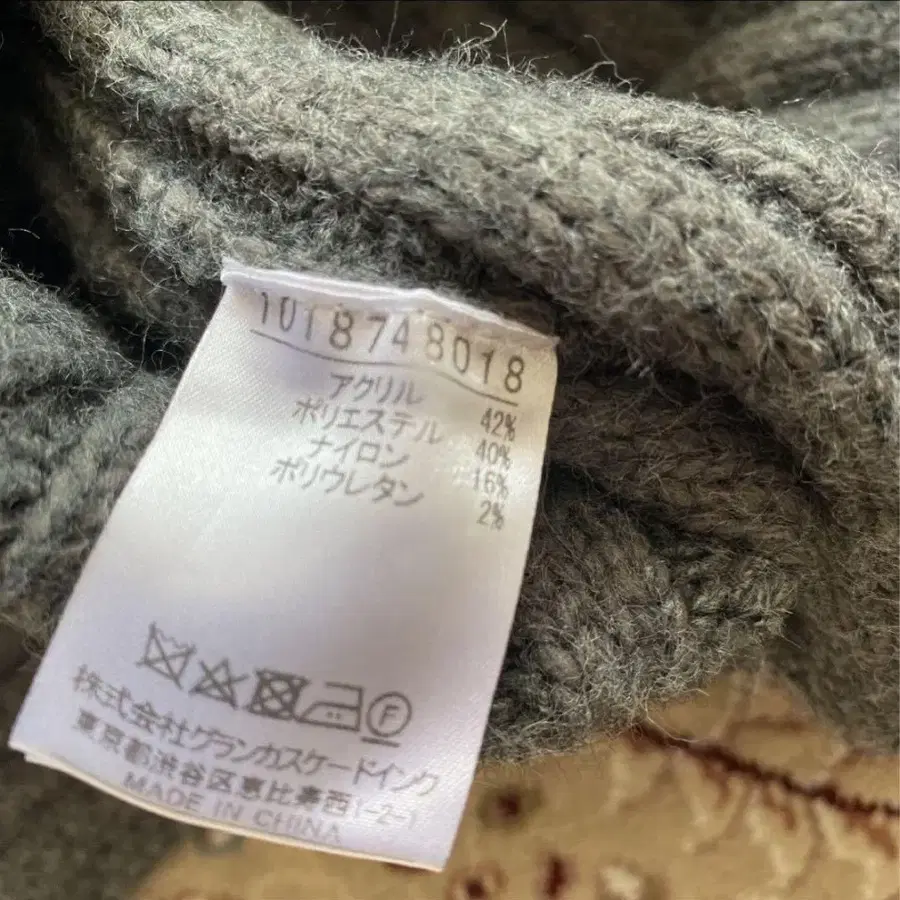 1018748018
アクリル 42%
ポリエステル 40%
ナイロン 16%
ポリウレタン 2%
F
株式会社グランカスケードインク
東京都渋谷区恵比寿西1-2-1
MADE IN CHINA